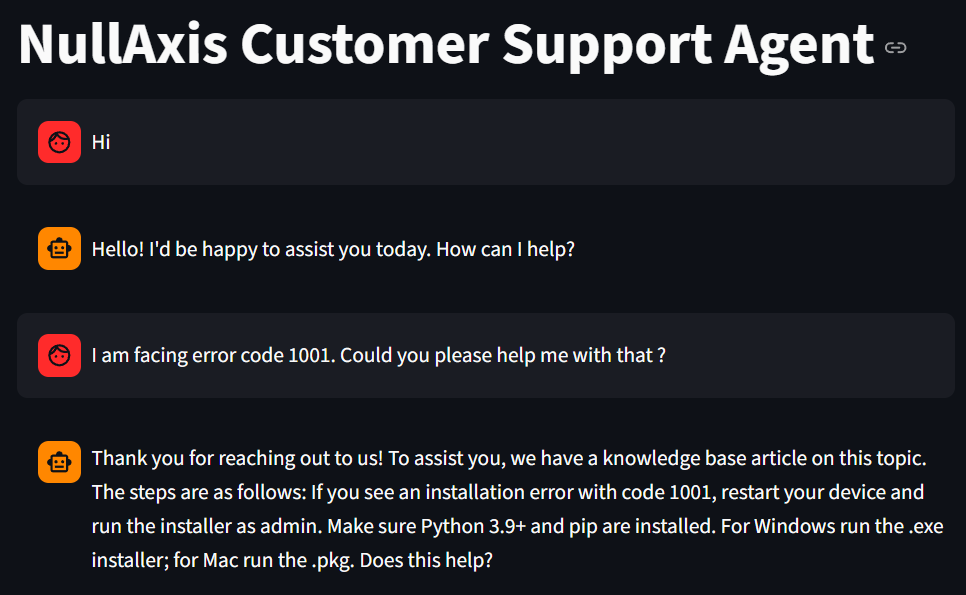 NullAxis Customer Support Agent
Hi
Hello! I'd be happy to assist you today. How can I help?
I am facing error code 1001. Could you please help me with that ?
Thank you for reaching out to us! To assist you, we have a knowledge base article on this topic.
The steps are as follows: If you see an installation error with code 1001, restart your device and
run the installer as admin. Make sure Python 3.9+ and pip are installed. For Windows run the .exe
installer; for Mac run the .pkg. Does this help?